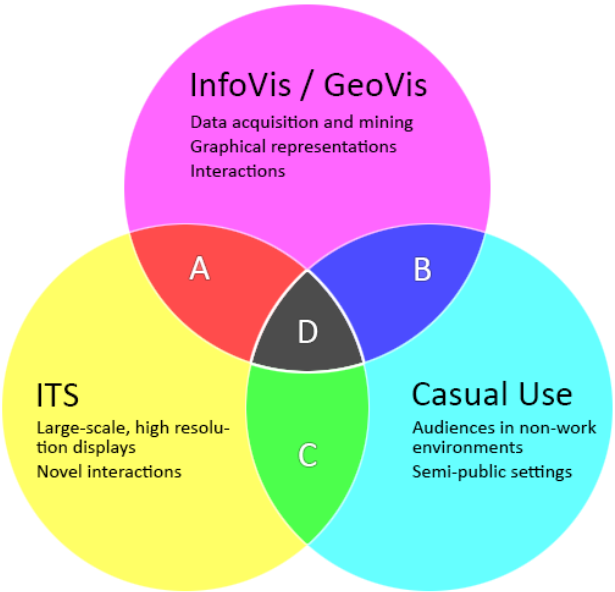 InfoVis / GeoVis
Data acquisition and mining
Graphical representations
Interactions
A
B
D
ITS
Large-scale, high resolu-
tion displays
Novel interactions
C
Casual Use
Audiences in non-work
environments
Semi-public settings